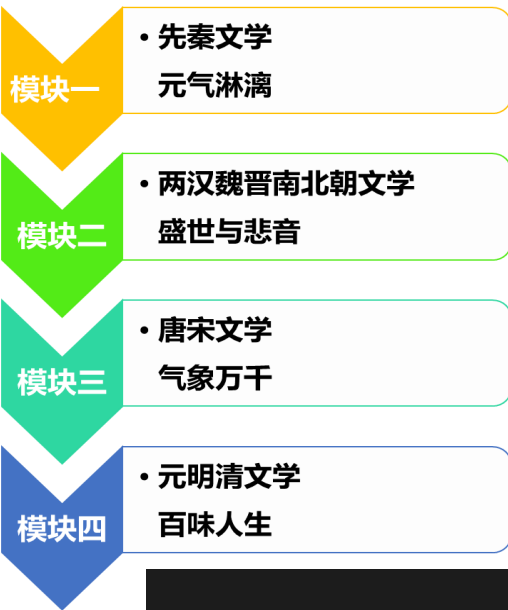 模块一
• 先秦文学
元气淋漓
模块二
• 两汉魏晋南北朝文学
盛世与悲音
模块三
• 唐宋文学
气象万千
模块四
• 元明清文学
百味人生